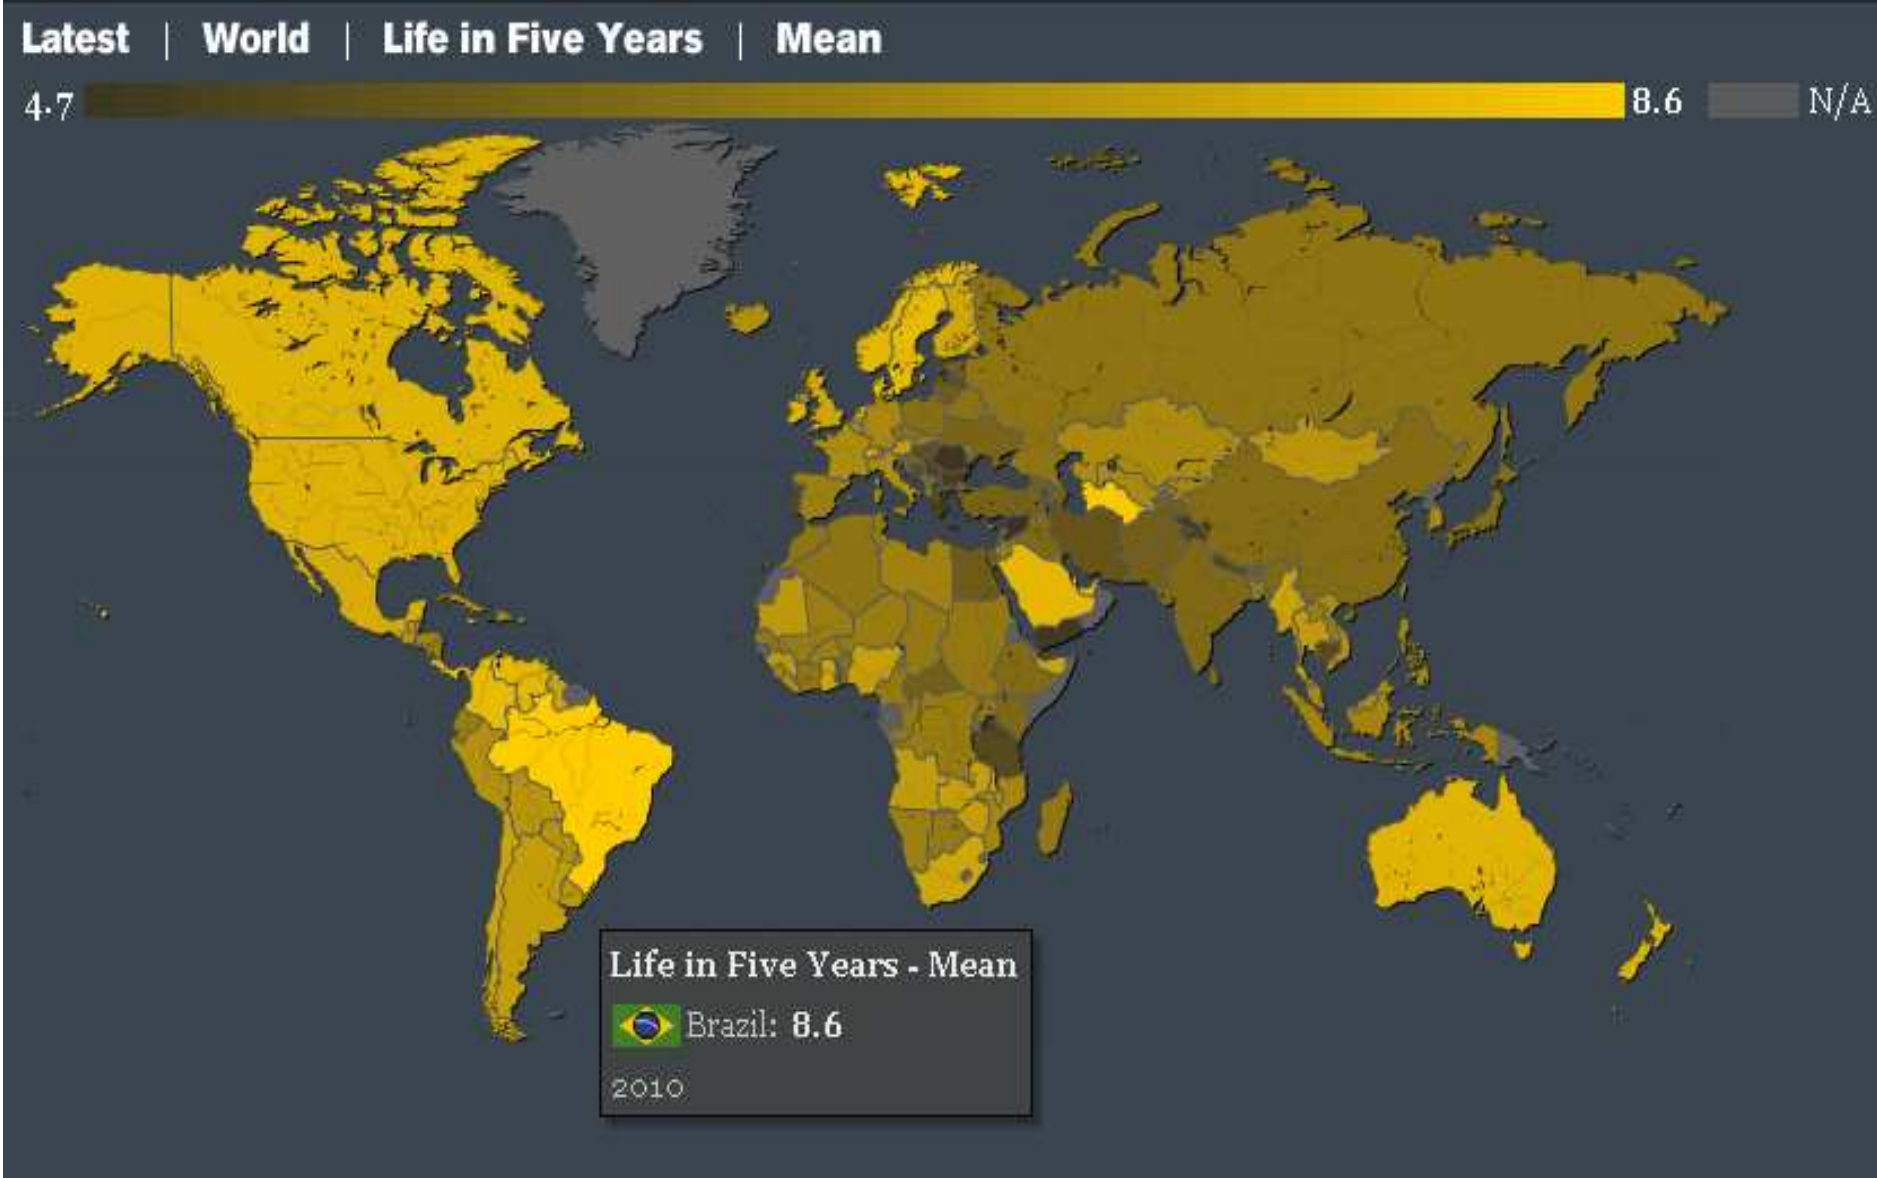 Latest | World | Life in Five Years | Mean
4.7 8.6 N/A
Life in Five Years - Mean
Brazil: 8.6
2010